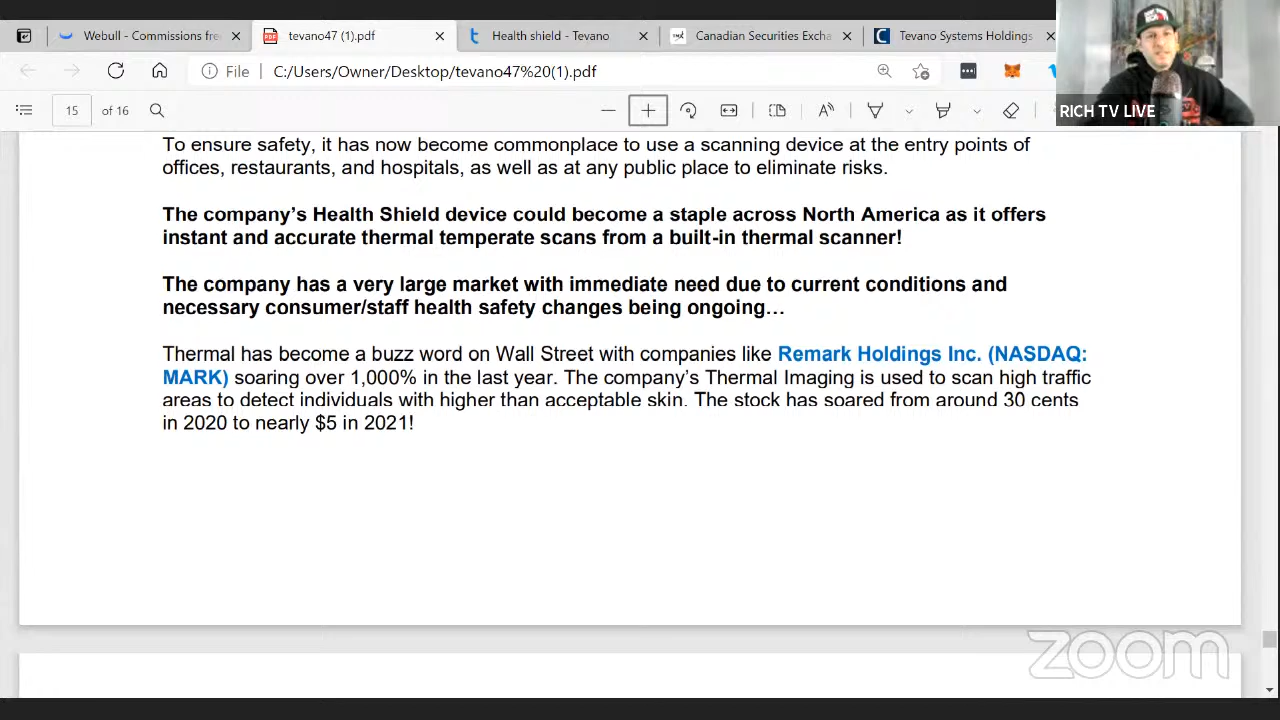 Webull - Commissions fre
tevano47 (1).pdf
Health shield - Tevano
Canadian Securities Excha
Tevano Systems Holdings
File
C:/Users/Owner/Desktop/tevano47%20(1).pdf
15
of 16
RICH TV LIVE
To ensure safety, it has now become commonplace to use a scanning device at the entry points of
offices, restaurants, and hospitals, as well as at any public place to eliminate risks.
The company's Health Shield device could become a staple across North America as it offers
instant and accurate thermal temperate scans from a built-in thermal scanner!
The company has a very large market with immediate need due to current conditions and
necessary consumer/staff health safety changes being ongoing…
Thermal has become a buzz word on Wall Street with companies like Remark Holdings Inc. (NASDAQ:
MARK) soaring over 1,000% in the last year. The company's Thermal Imaging is used to scan high traffic
areas to detect individuals with higher than acceptable skin. The stock has soared from around 30 cents
in 2020 to nearly $5 in 2021!
zoom